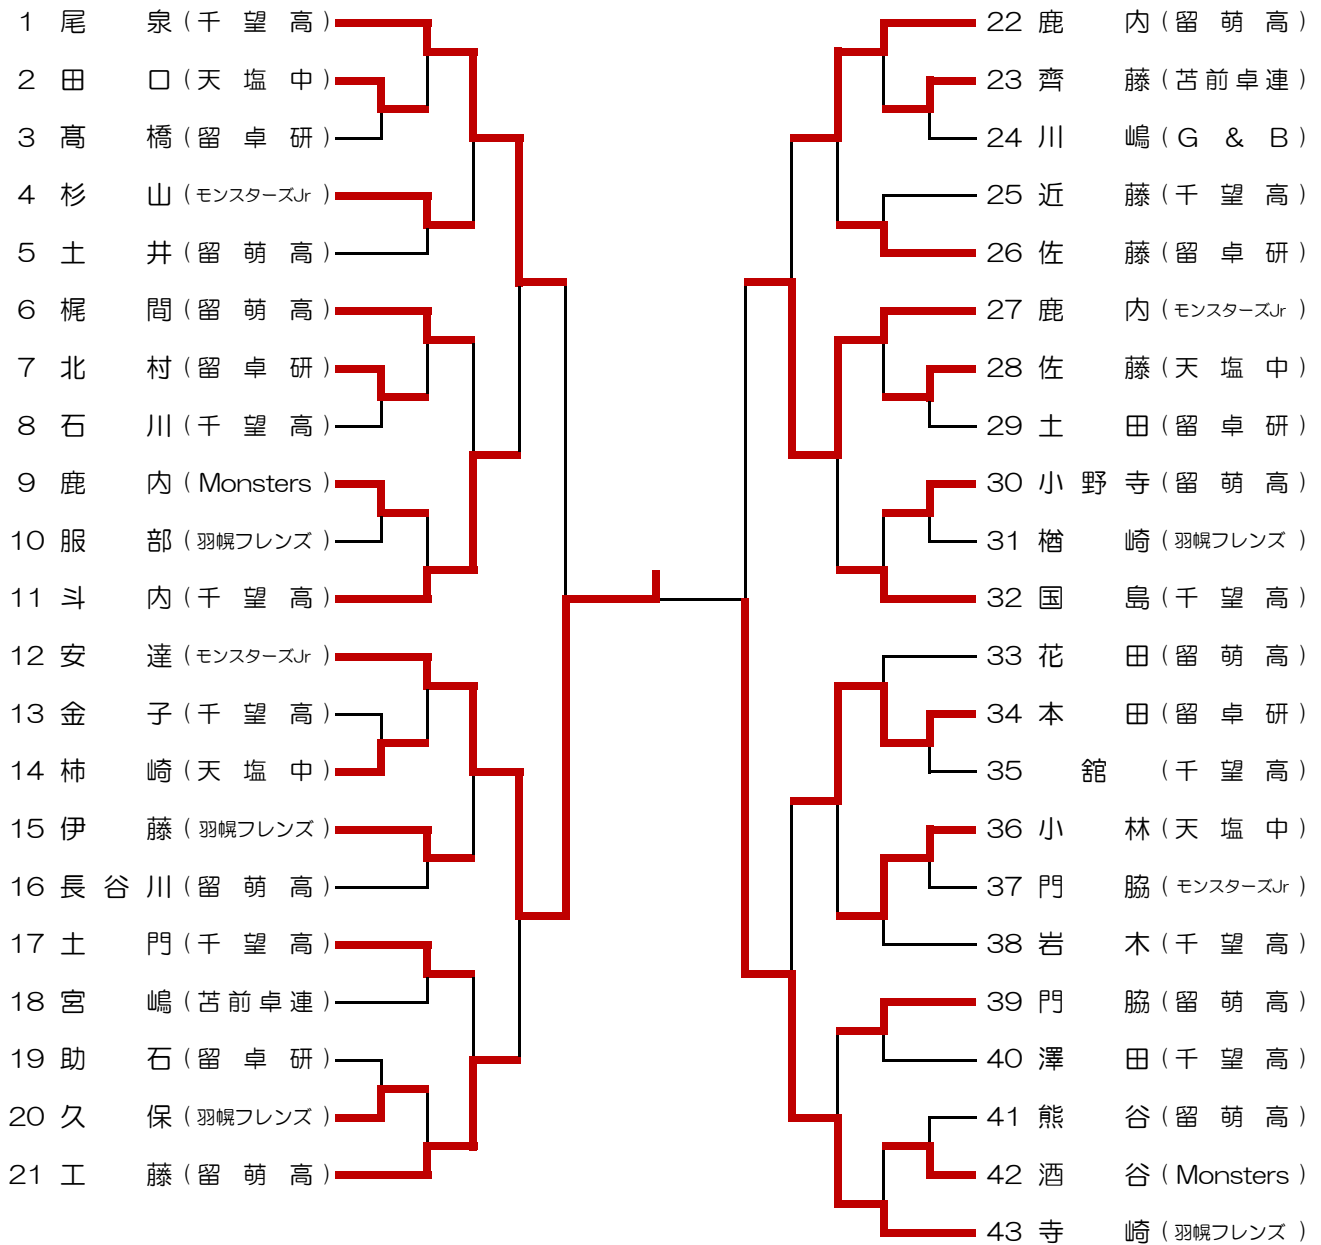 1 尾泉(千望高)
2 田口(天塩中)
3 髙橋(留卓研)
4 杉山(モンスターズJr)
5 土井(留萌高)
6 梶間(留萌高)
7 北村(留卓研)
8 石川(千望高)
9 鹿内(Monsters)
10 服部(羽幌フレンズ)
11 斗内(千望高)
12 安達(モンスターズJr)
13 金子(千望高)
14 柿崎(天塩中)
15 伊藤(羽幌フレンズ)
16 長谷川(留萌高)
17 土門(千望高)
18 宮嶋(苫前卓連)
19 助石(留卓研)
20 久保(羽幌フレンズ)
21 工藤(留萌高)
22 鹿内(留萌高)
23 齊藤(苫前卓連)
24 川嶋(G&B)
25 近藤(千望高)
26 佐藤(留卓研)
27 鹿内(モンスターズJr)
28 佐藤(天塩中)
29 土田(留卓研)
30 小野寺(留萌高)
31 楢崎(羽幌フレンズ)
32 国島(千望高)
33 花田(留萌高)
34 本田(留卓研)
35 舘(千望高)
36 小林(天塩中)
37 門脇(モンスターズJr)
38 岩木(千望高)
39 門脇(留萌高)
40 澤田(千望高)
41 熊谷(留萌高)
42 酒谷(Monsters)
43 寺崎(羽幌フレンズ)